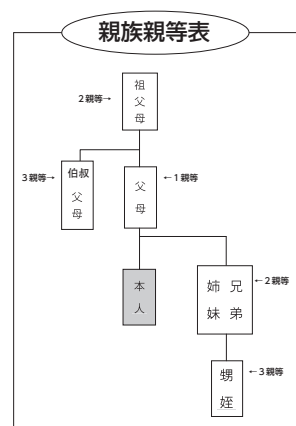 親族親等表
2親等→
祖父母
3親等→
伯叔父母
父母
←1親等
本人
兄弟
姉妹
←2親等
甥
姪
←3親等